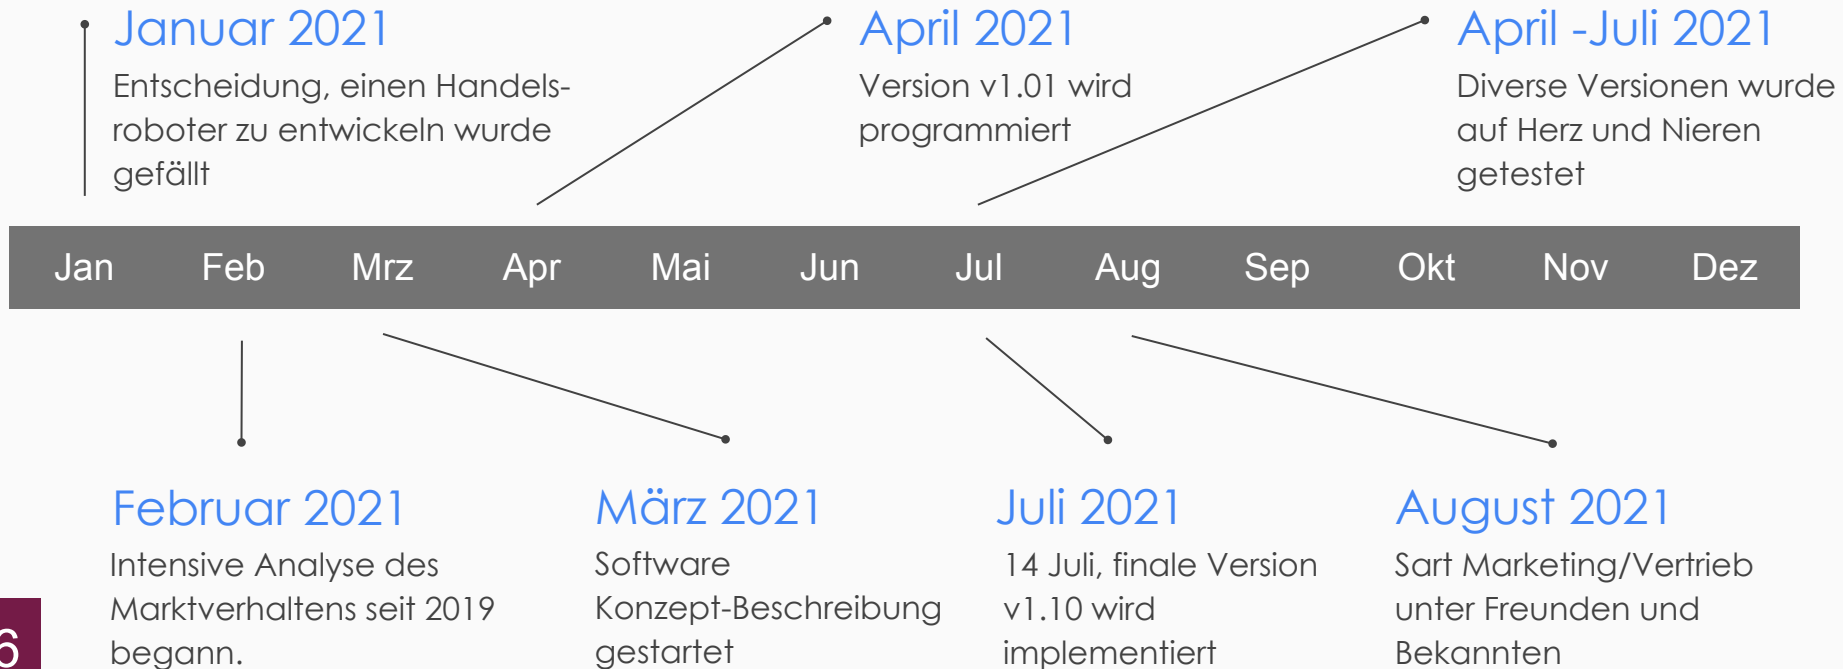 Januar 2021
Entscheidung, einen Handels-
roboter zu entwickeln wurde
gefällt
April 2021
Version v1.01 wird
programmiert
April -Juli 2021
Diverse Versionen wurde
auf Herz und Nieren
getestet
Jan Feb Mrz Apr Mai Jun Jul Aug Sep Okt Nov Dez
Februar 2021
Intensive Analyse des
Marktverhaltens seit 2019
begann.
März 2021
Software
Konzept-Beschreibung
gestartet
Juli 2021
14 Juli, finale Version
v1.10 wird
implementiert
August 2021
Sart Marketing/Vertrieb
unter Freunden und
Bekannten
6